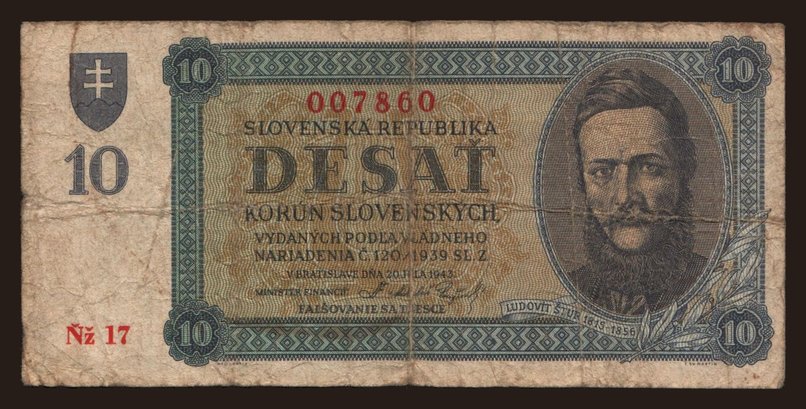 10
10
007860
SLOVENSKÁ REPUBLIKA
10
DESAŤ
KORÚN SLOVENSKÝCH,
VYDANÝCH PODĽA VLÁDNEHO
NARIADENIA Č. 120/1939 SL. Z.
V BRATISLAVE DŇA 20. JÚLA 1943.
MINISTER FINANCIÍ:
FALŠOVANIE SA TRESCE
ĽUDOVÍT ŠTÚR 1815-1856
Ňž 17
10
10